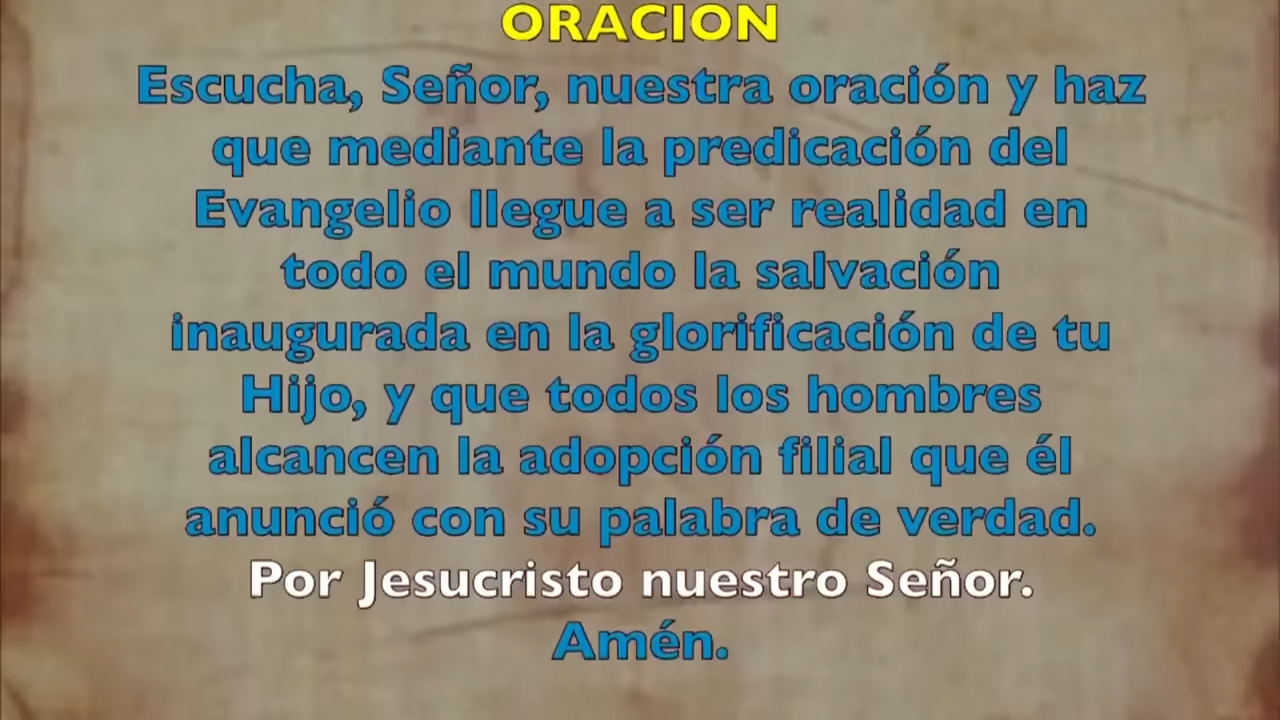 ORACION
Escucha, Señor, nuestra oración y haz
que mediante la predicación del
Evangelio llegue a ser realidad en
todo el mundo la salvación
inaugurada en la glorificación de tu
Hijo, y que todos los hombres
alcancen la adopción filial que él
anunció con su palabra de verdad.
Por Jesucristo nuestro Señor.
Amén.